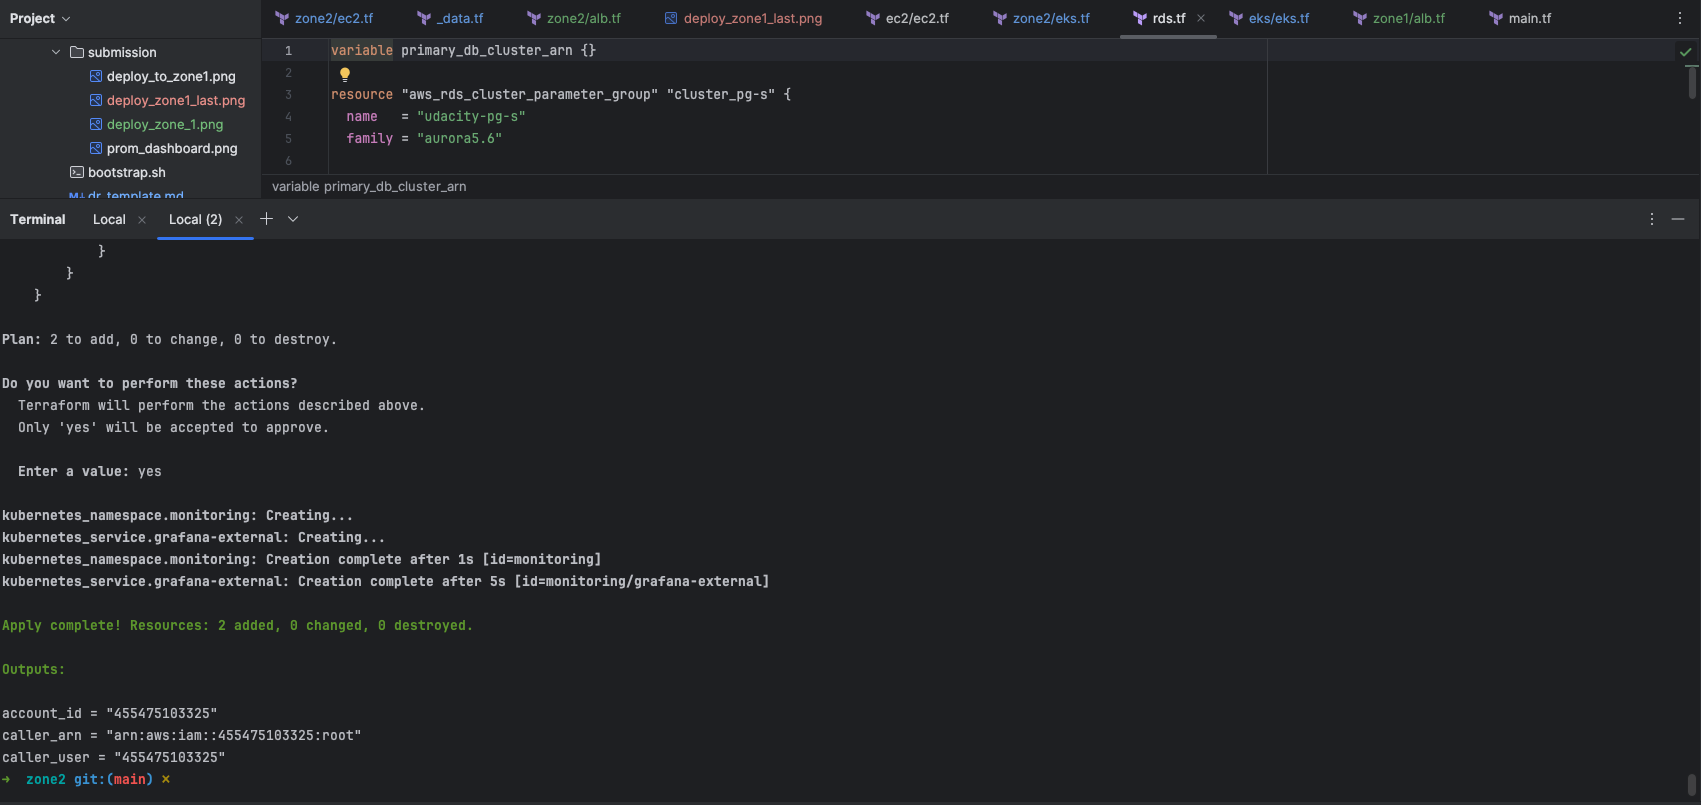 Project
zone2/ec2.tf
_data.tf
zone2/alb.tf
deploy_zone1_last.png
ec2/ec2.tf
zone2/eks.tf
rds.tf
eks/eks.tf
zone1/alb.tf
main.tf
submission
deploy_to_zone1.png
deploy_zone1_last.png
deploy_zone_1.png
prom_dashboard.png
bootstrap.sh
M↓ dr_template.md
1 variable primary_db_cluster_arn {}
2
3 resource "aws_rds_cluster_parameter_group" "cluster_pg-s" {
4 name   = "udacity-pg-s"
5 family = "aurora5.6"
6
variable primary_db_cluster_arn
Terminal Local Local (2)
}
}
}
Plan: 2 to add, 0 to change, 0 to destroy.
Do you want to perform these actions?
Terraform will perform the actions described above.
Only 'yes' will be accepted to approve.
Enter a value: yes
kubernetes_namespace.monitoring: Creating...
kubernetes_service.grafana-external: Creating...
kubernetes_namespace.monitoring: Creation complete after 1s [id=monitoring]
kubernetes_service.grafana-external: Creation complete after 5s [id=monitoring/grafana-external]
Apply complete! Resources: 2 added, 0 changed, 0 destroyed.
Outputs:
account_id = "455475103325"
caller_arn = "arn:aws:iam::455475103325:root"
caller_user = "455475103325"
→ zone2 git:(main) ×